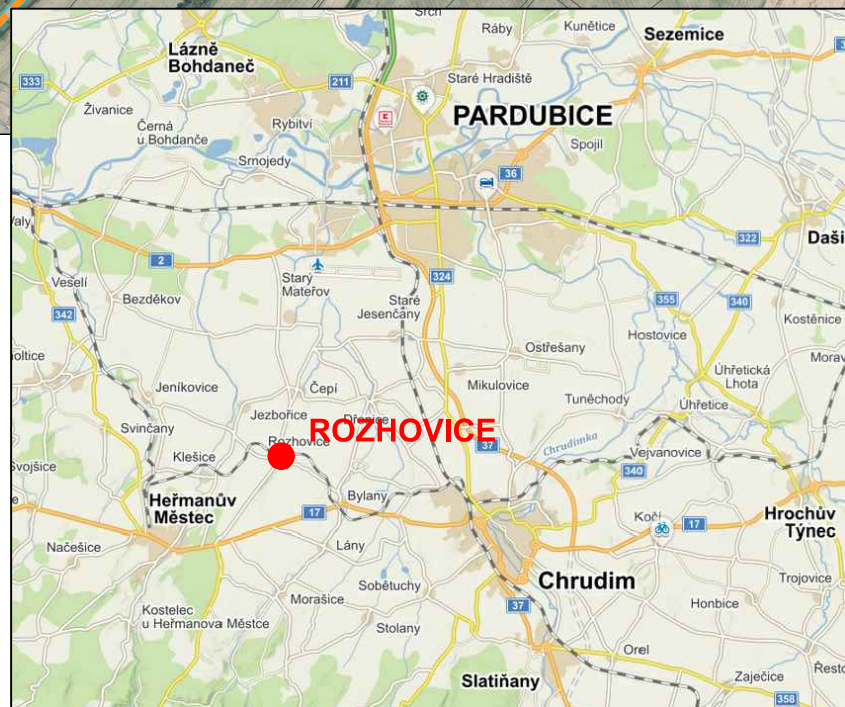 Srch
Ráby
Kunětice
Sezemice
Lázně
Bohdaneč
333
211
Staré Hradiště
Živanice
Černá
u Bohdanče
Rybitví
PARDUBICE
Srnojedy
Spojil
36
Valy
322
Daši
2
Starý
Mateřov
324
Veselí
Bezděkov
355
340
342
Staré
Jesenčany
Kostěnice
Hostovice
Ostřešany
Morav
holtice
Úhřetická
Lhota
Jeníkovice
Čepí
Mikulovice
Tuněchody
Úhřetice
Jezbořice
Dřenice
Svinčany
ROZHOVICE
Rozhovice
37
Chrudimka
Klešice
Vejvanovice
Svojšice
340
Heřmanův
Městec
Bylany
17
Kočí
17
Hrochův
Týnec
Načešice
Lány
Chrudim
Sobětuchy
Trojovice
Morašice
37
Honbice
Kostelec
u Heřmanova Městce
Stolany
Orel
Řesto
Slatiňany
Zaječice
358